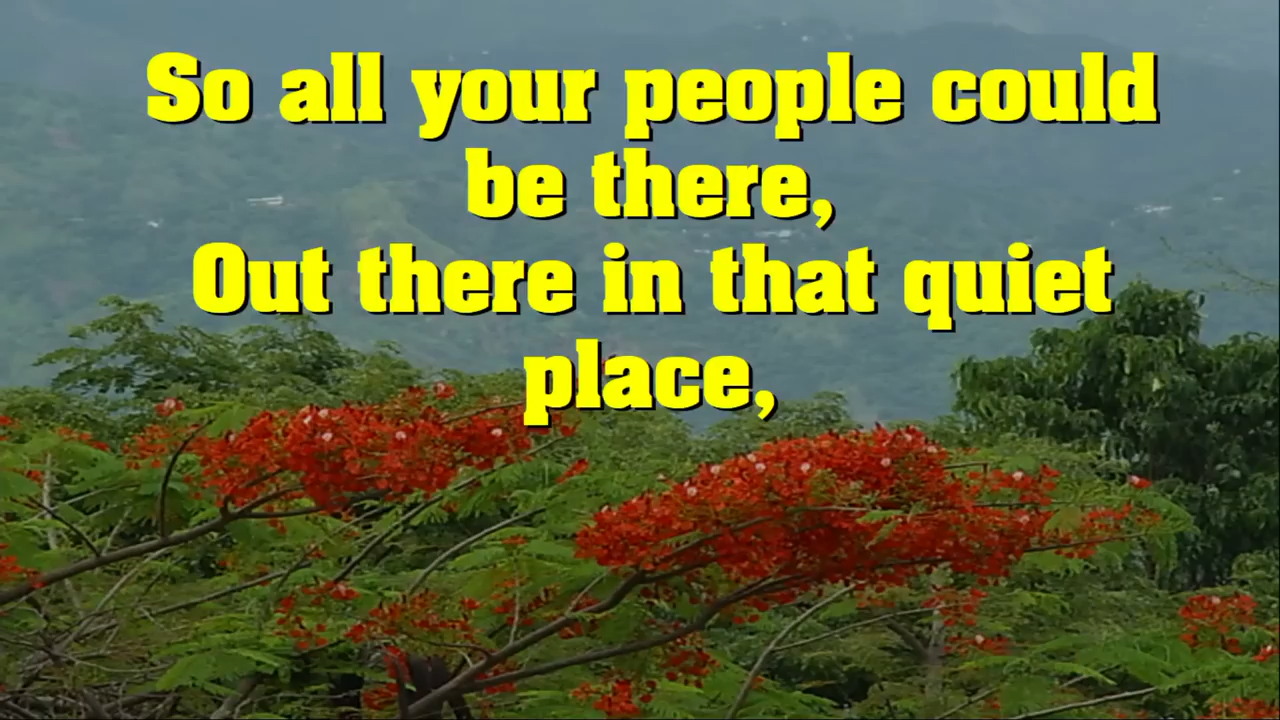 So all your people could
be there,
Out there in that quiet
place,